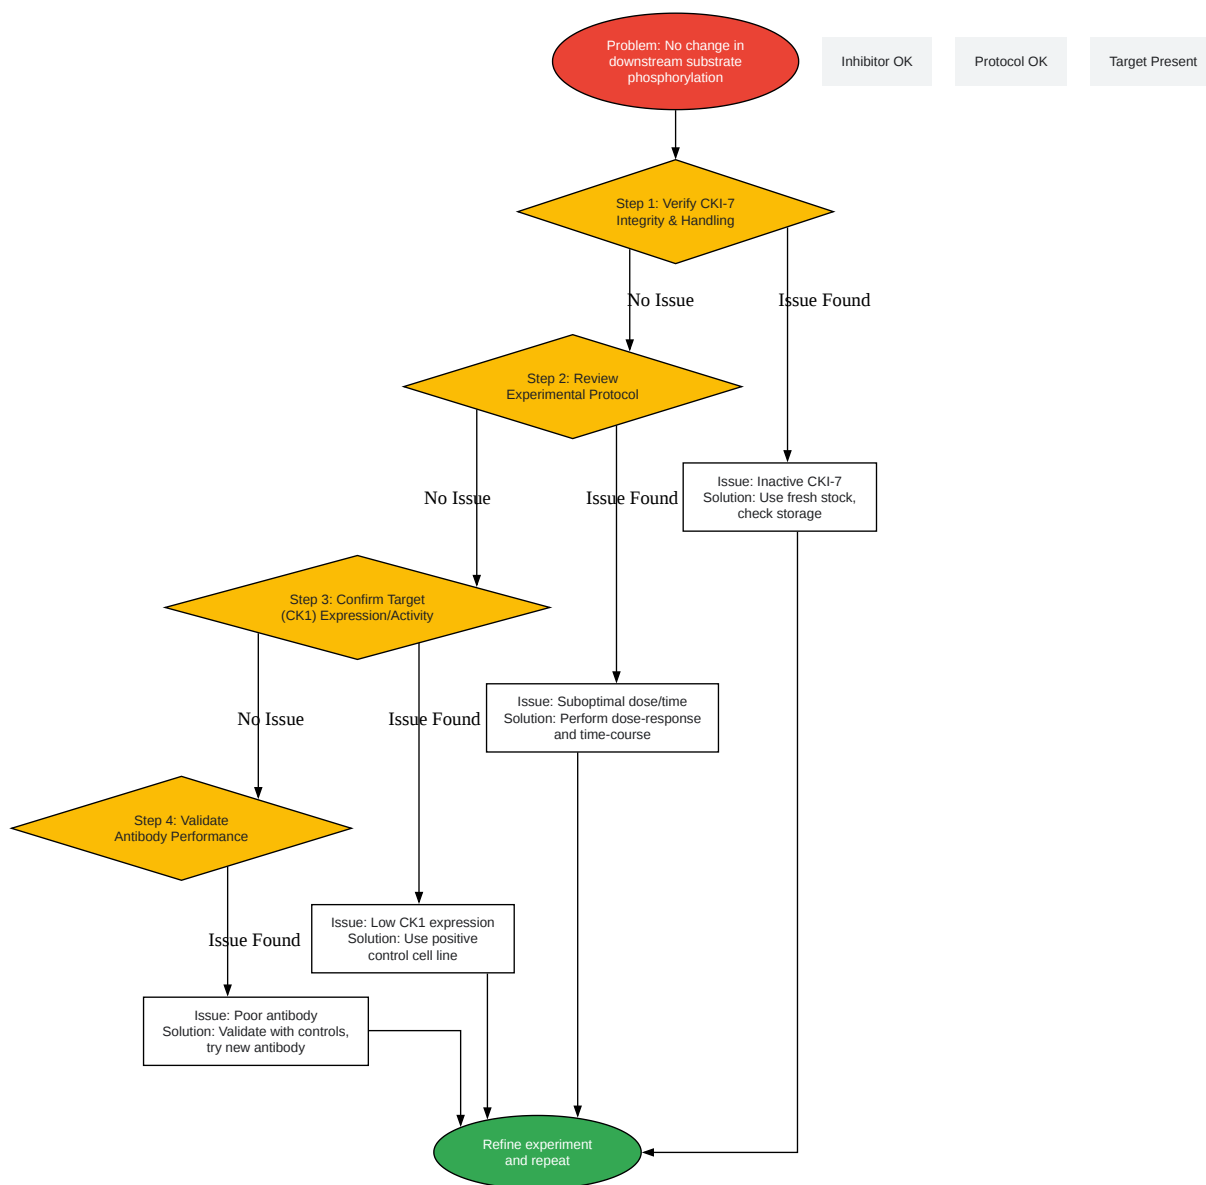 Problem: No change in
downstream substrate
phosphorylation
Inhibitor OK
Protocol OK
Target Present
Step 1: Verify CKI-7
Integrity & Handling
No Issue
Issue Found
Step 2: Review
Experimental Protocol
No Issue
Issue Found
Issue: Inactive CKI-7
Solution: Use fresh stock,
check storage
Step 3: Confirm Target
(CK1) Expression/Activity
No Issue
Issue Found
Issue: Suboptimal dose/time
Solution: Perform dose-response
and time-course
Step 4: Validate
Antibody Performance
Issue Found
Issue: Low CK1 expression
Solution: Use positive
control cell line
Issue: Poor antibody
Solution: Validate with controls,
try new antibody
Refine experiment
and repeat